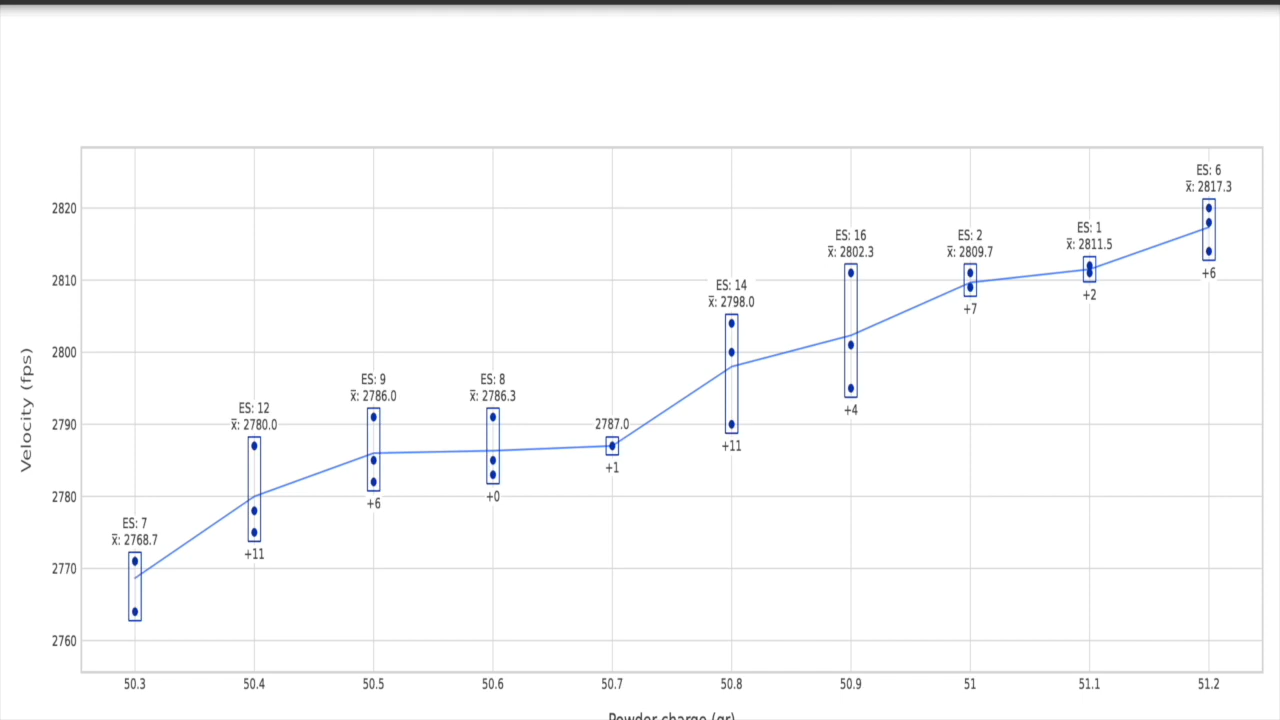 ES: 6
x̅: 2817.3
2820
ES: 16
x̅: 2802.3
ES: 2
x̅: 2809.7
ES: 1
x̅: 2811.5
+6
2810
ES: 14
x̅: 2798.0
+7
+2
2800
ES: 9
x̅: 2786.0
ES: 8
x̅: 2786.3
+4
ES: 12
x̅: 2780.0
2787.0
2790
+11
+1
2780
+6
+0
ES: 7
x̅: 2768.7
+11
2770
2760
Velocity (fps)
50.3 50.4 50.5 50.6 50.7 50.8 50.9 51 51.1 51.2
Powder charge (gr)